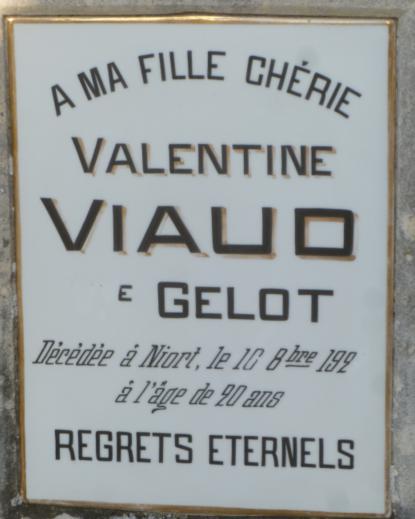 A MA FILLE CHÉRIE
VALENTINE
VIAUD
E GELOT
Décédée à Niort, le 10 8bre 192
à l'âge de 20 ans
REGRETS ETERNELS